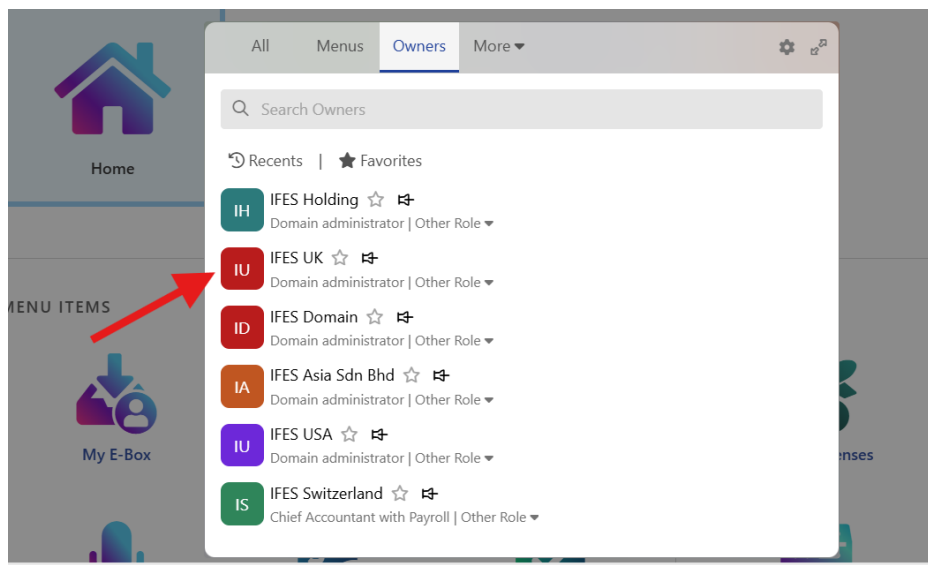 All Menus Owners More
Search Owners
Recents | Favorites
Home
IH IFES Holding
Domain administrator | Other Role
IU IFES UK
Domain administrator | Other Role
MENU ITEMS
ID IFES Domain
Domain administrator | Other Role
IA IFES Asia Sdn Bhd
Domain administrator | Other Role
IU IFES USA
Domain administrator | Other Role
My E-Box
IS IFES Switzerland
Chief Accountant with Payroll | Other Role